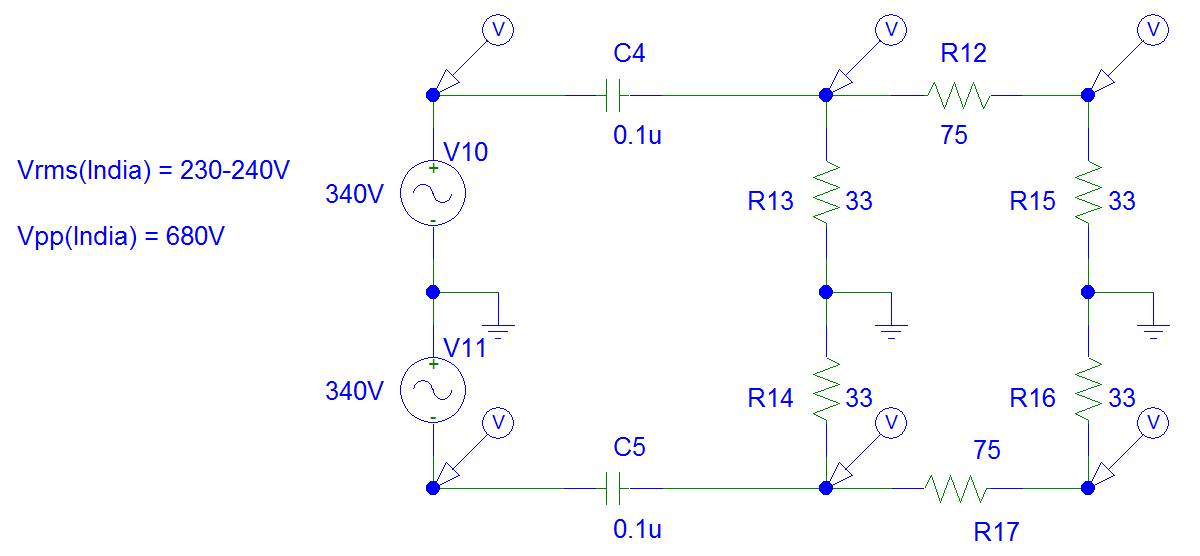 V
V
V
C4
R12
0.1u
75
V10
+
Vrms(India) = 230-240V
340V
-
R13
33
R15
33
Vpp(India) = 680V
V11
+
340V
-
R14
33
R16
33
V
V
V
C5
75
0.1u
R17